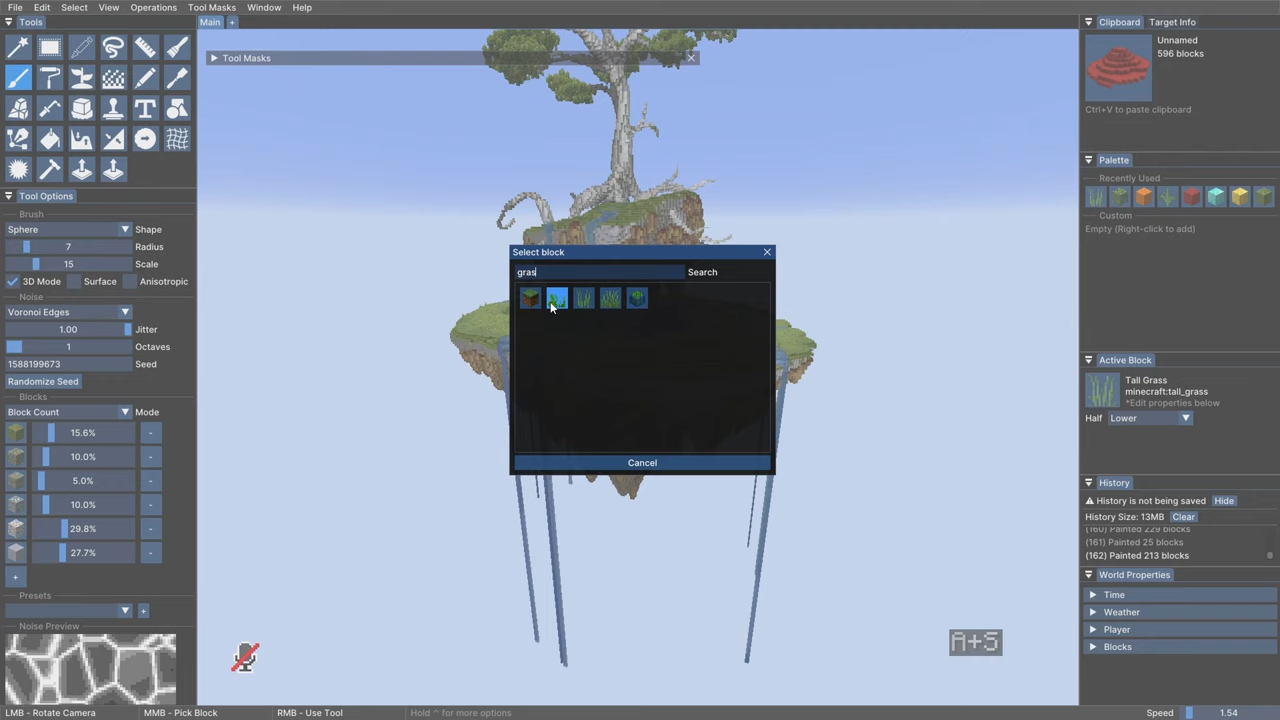 File Edit Select View Operations Tool Masks Window Help
Tools
Main +
Tool Masks
Clipboard Target Info
Unnamed
596 blocks
Ctrl+V to paste clipboard
Palette
Recently Used
Custom
Empty (Right-click to add)
Tool Options
Brush
Sphere Shape
7 Radius
15 Scale
3D Mode Surface Anisotropic
Noise
Voronoi Edges
1.00 Jitter
1 Octaves
1588199673 Seed
Randomize Seed
Blocks
Block Count Mode
15.6% -
10.0% -
5.0% -
10.0% -
29.8% -
27.7% -
+
Presets
+
Noise Preview
Select block
gras Search
Cancel
Active Block
Tall Grass
minecraft:tall_grass
*Edit properties below
Half Lower
History
History is not being saved Hide
History Size: 13MB Clear
(160) Painted 229 blocks
(161) Painted 25 blocks
(162) Painted 213 blocks
World Properties
Time
Weather
Player
Blocks
A+S
LMB - Rotate Camera MMB - Pick Block RMB - Use Tool Hold ^ for more options Speed 1.54